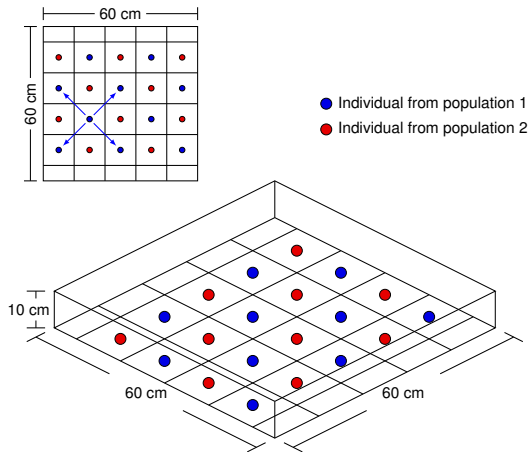 60 cm
60 cm
Individual from population 1
Individual from population 2
10 cm
60 cm
60 cm